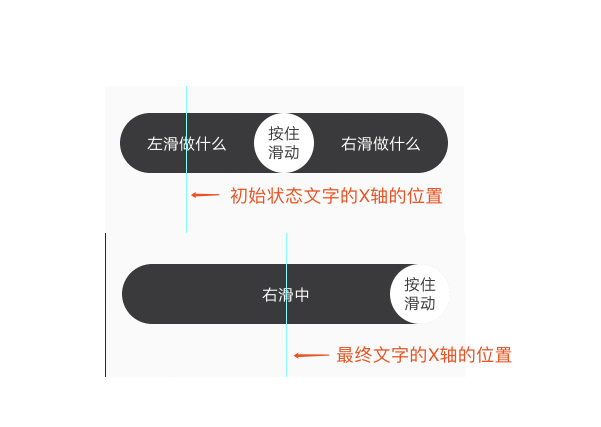 左滑做什么
按住
滑动
右滑做什么
初始状态文字的X轴的位置
右滑中
按住
滑动
最终文字的X轴的位置